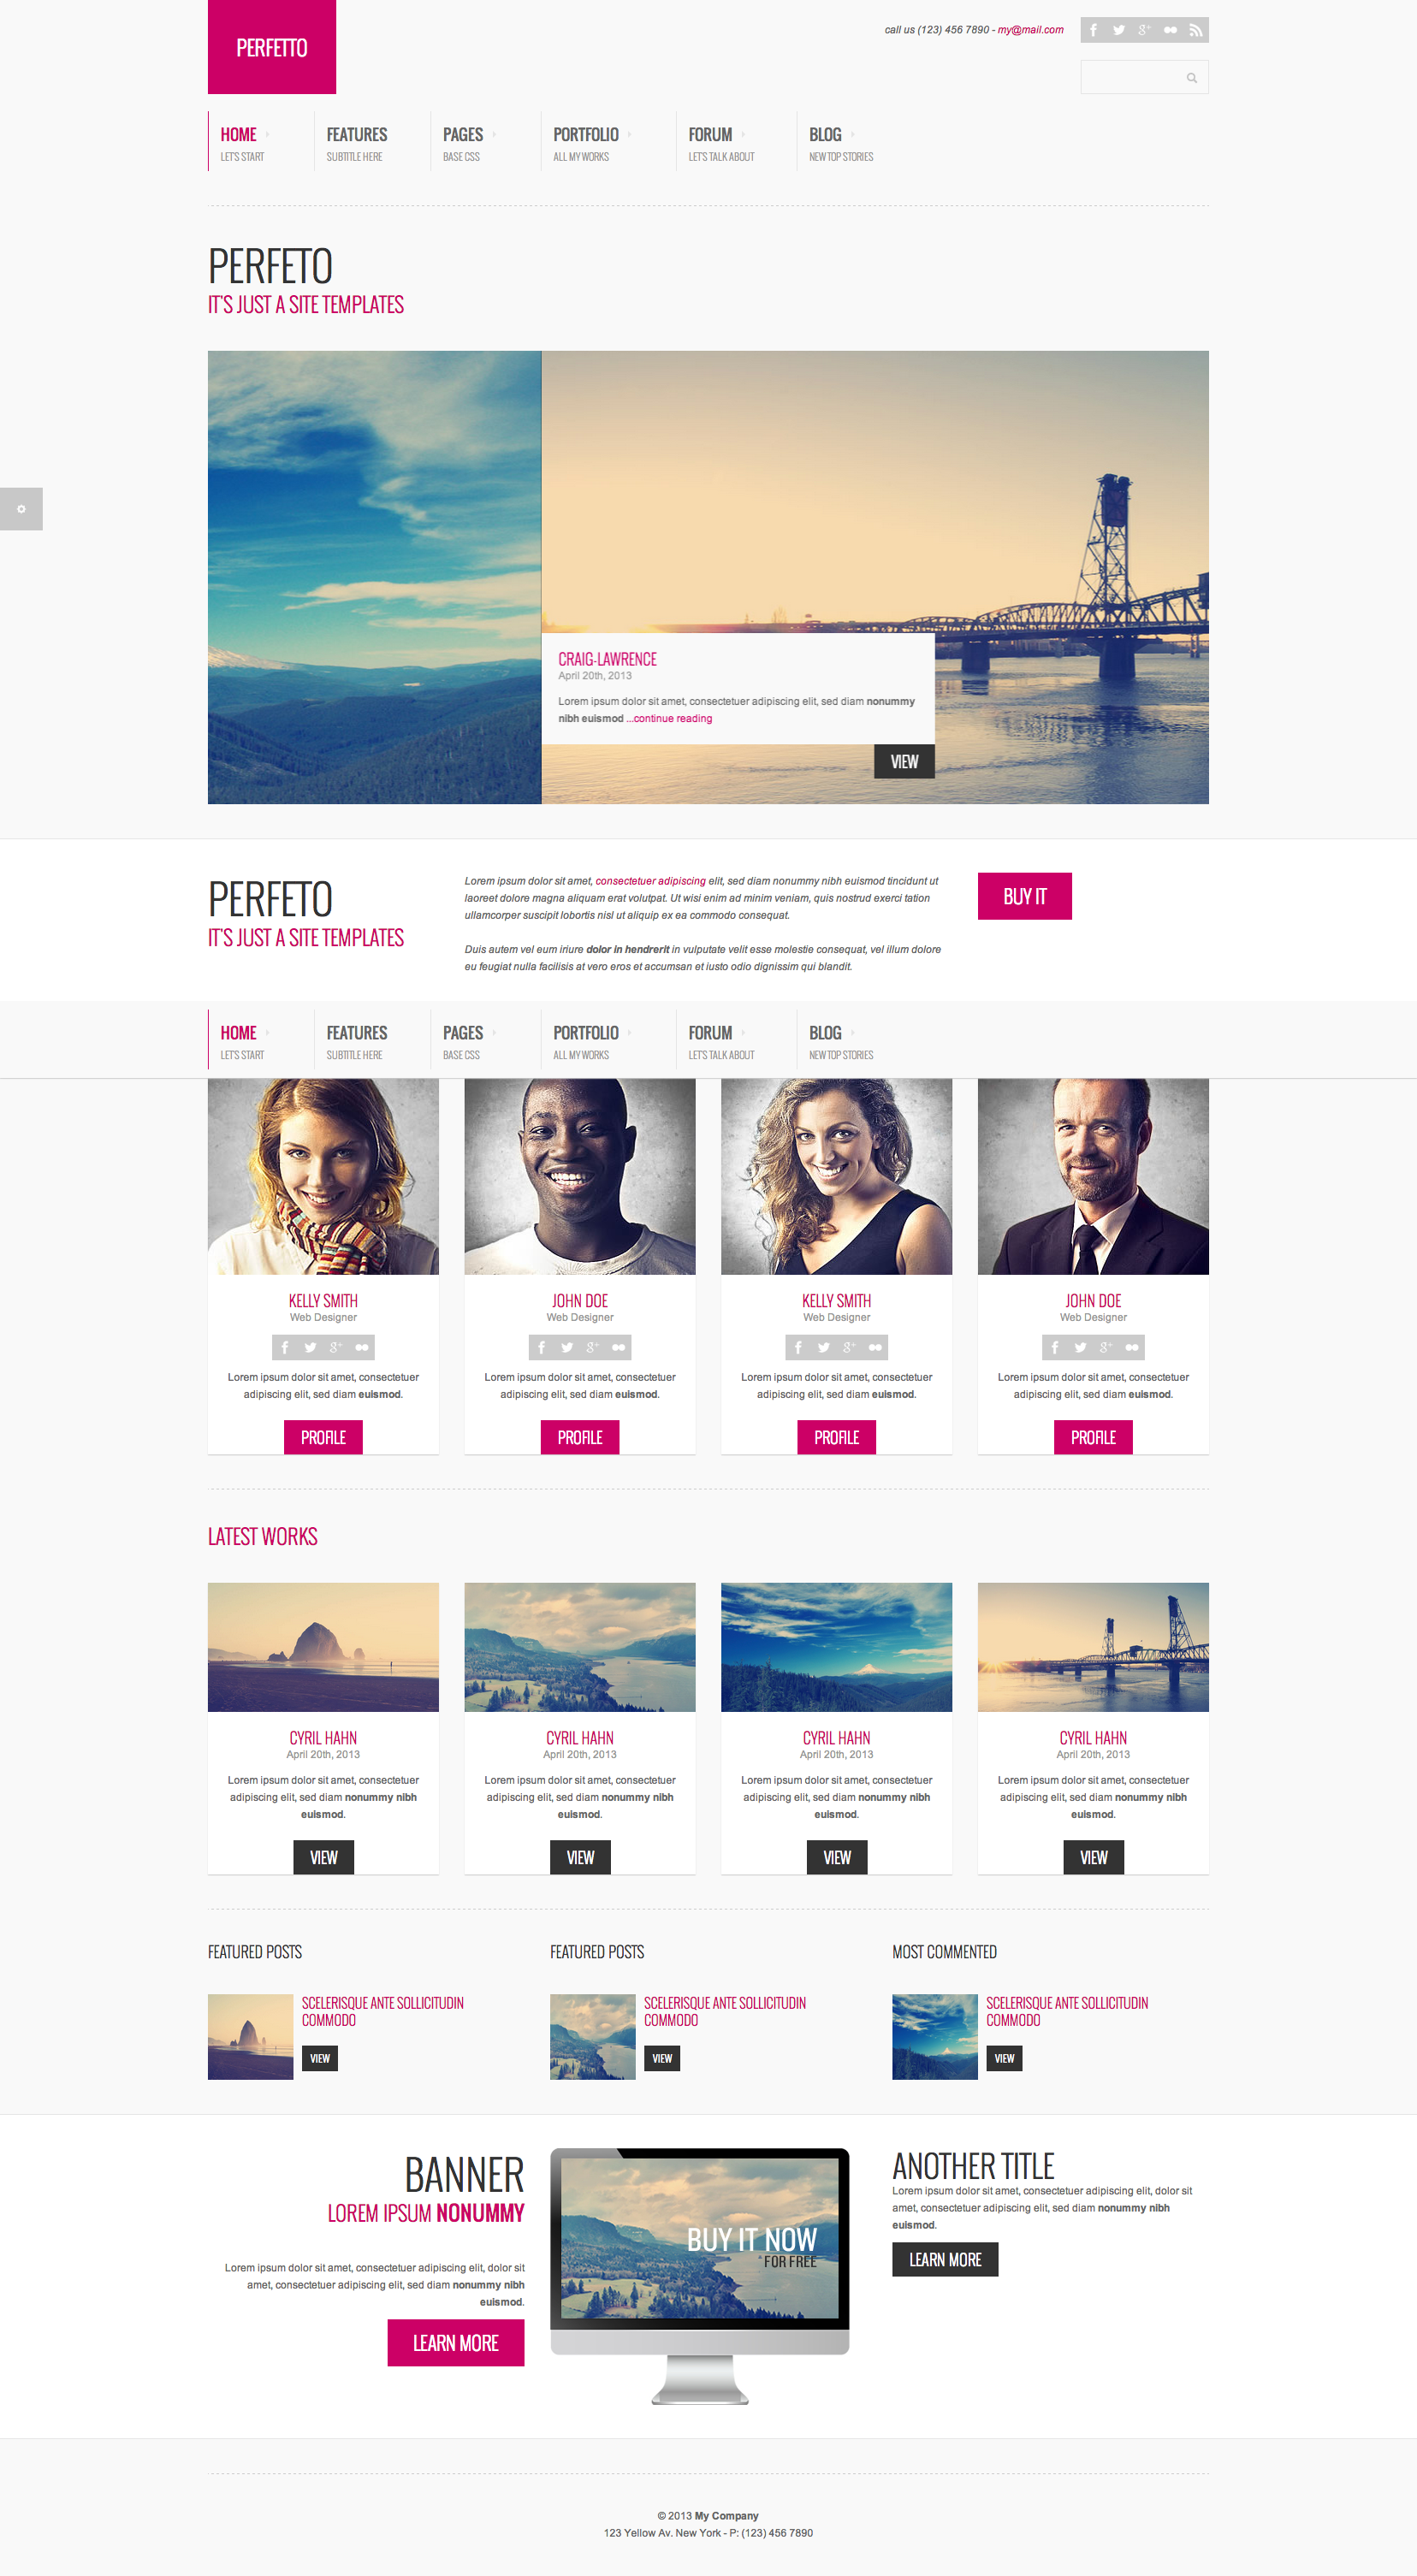 PERFETTO
call us (123) 456 7890 - my@mail.com
HOME
LET'S START
FEATURES
SUBTITLE HERE
PAGES
BASE CSS
PORTFOLIO
ALL MY WORKS
FORUM
LET'S TALK ABOUT
BLOG
NEW TOP STORIES
PERFETO
IT'S JUST A SITE TEMPLATES
CRAIG-LAWRENCE
April 20th, 2013
Lorem ipsum dolor sit amet, consectetuer adipiscing elit, sed diam nonummy
nibh euismod ...continue reading
VIEW
PERFETO
IT'S JUST A SITE TEMPLATES
Lorem ipsum dolor sit amet, consectetuer adipiscing elit, sed diam nonummy nibh euismod tincidunt ut
laoreet dolore magna aliquam erat volutpat. Ut wisi enim ad minim veniam, quis nostrud exerci tation
ullamcorper suscipit lobortis nisl ut aliquip ex ea commodo consequat.
Duis autem vel eum iriure dolor in hendrerit in vulputate velit esse molestie consequat, vel illum dolore
eu feugiat nulla facilisis at vero eros et accumsan et iusto odio dignissim qui blandit.
BUY IT
HOME
LET'S START
FEATURES
SUBTITLE HERE
PAGES
BASE CSS
PORTFOLIO
ALL MY WORKS
FORUM
LET'S TALK ABOUT
BLOG
NEW TOP STORIES
KELLY SMITH
Web Designer
Lorem ipsum dolor sit amet, consectetuer
adipiscing elit, sed diam euismod.
PROFILE
JOHN DOE
Web Designer
Lorem ipsum dolor sit amet, consectetuer
adipiscing elit, sed diam euismod.
PROFILE
KELLY SMITH
Web Designer
Lorem ipsum dolor sit amet, consectetuer
adipiscing elit, sed diam euismod.
PROFILE
JOHN DOE
Web Designer
Lorem ipsum dolor sit amet, consectetuer
adipiscing elit, sed diam euismod.
PROFILE
LATEST WORKS
CYRIL HAHN
April 20th, 2013
Lorem ipsum dolor sit amet, consectetuer
adipiscing elit, sed diam nonummy nibh
euismod.
VIEW
CYRIL HAHN
April 20th, 2013
Lorem ipsum dolor sit amet, consectetuer
adipiscing elit, sed diam nonummy nibh
euismod.
VIEW
CYRIL HAHN
April 20th, 2013
Lorem ipsum dolor sit amet, consectetuer
adipiscing elit, sed diam nonummy nibh
euismod.
VIEW
CYRIL HAHN
April 20th, 2013
Lorem ipsum dolor sit amet, consectetuer
adipiscing elit, sed diam nonummy nibh
euismod.
VIEW
FEATURED POSTS
SCELERISQUE ANTE SOLLICITUDIN
COMMODO
VIEW
FEATURED POSTS
SCELERISQUE ANTE SOLLICITUDIN
COMMODO
VIEW
MOST COMMENTED
SCELERISQUE ANTE SOLLICITUDIN
COMMODO
VIEW
BANNER
LOREM IPSUM NONUMMY
Lorem ipsum dolor sit amet, consectetuer adipiscing elit, dolor sit
amet, consectetuer adipiscing elit, sed diam nonummy nibh
euismod.
LEARN MORE
BUY IT NOW
* FOR FREE
ANOTHER TITLE
Lorem ipsum dolor sit amet, consectetuer adipiscing elit, dolor sit
amet, consectetuer adipiscing elit, sed diam nonummy nibh
euismod.
LEARN MORE
© 2013 My Company
123 Yellow Av. New York - P: (123) 456 7890